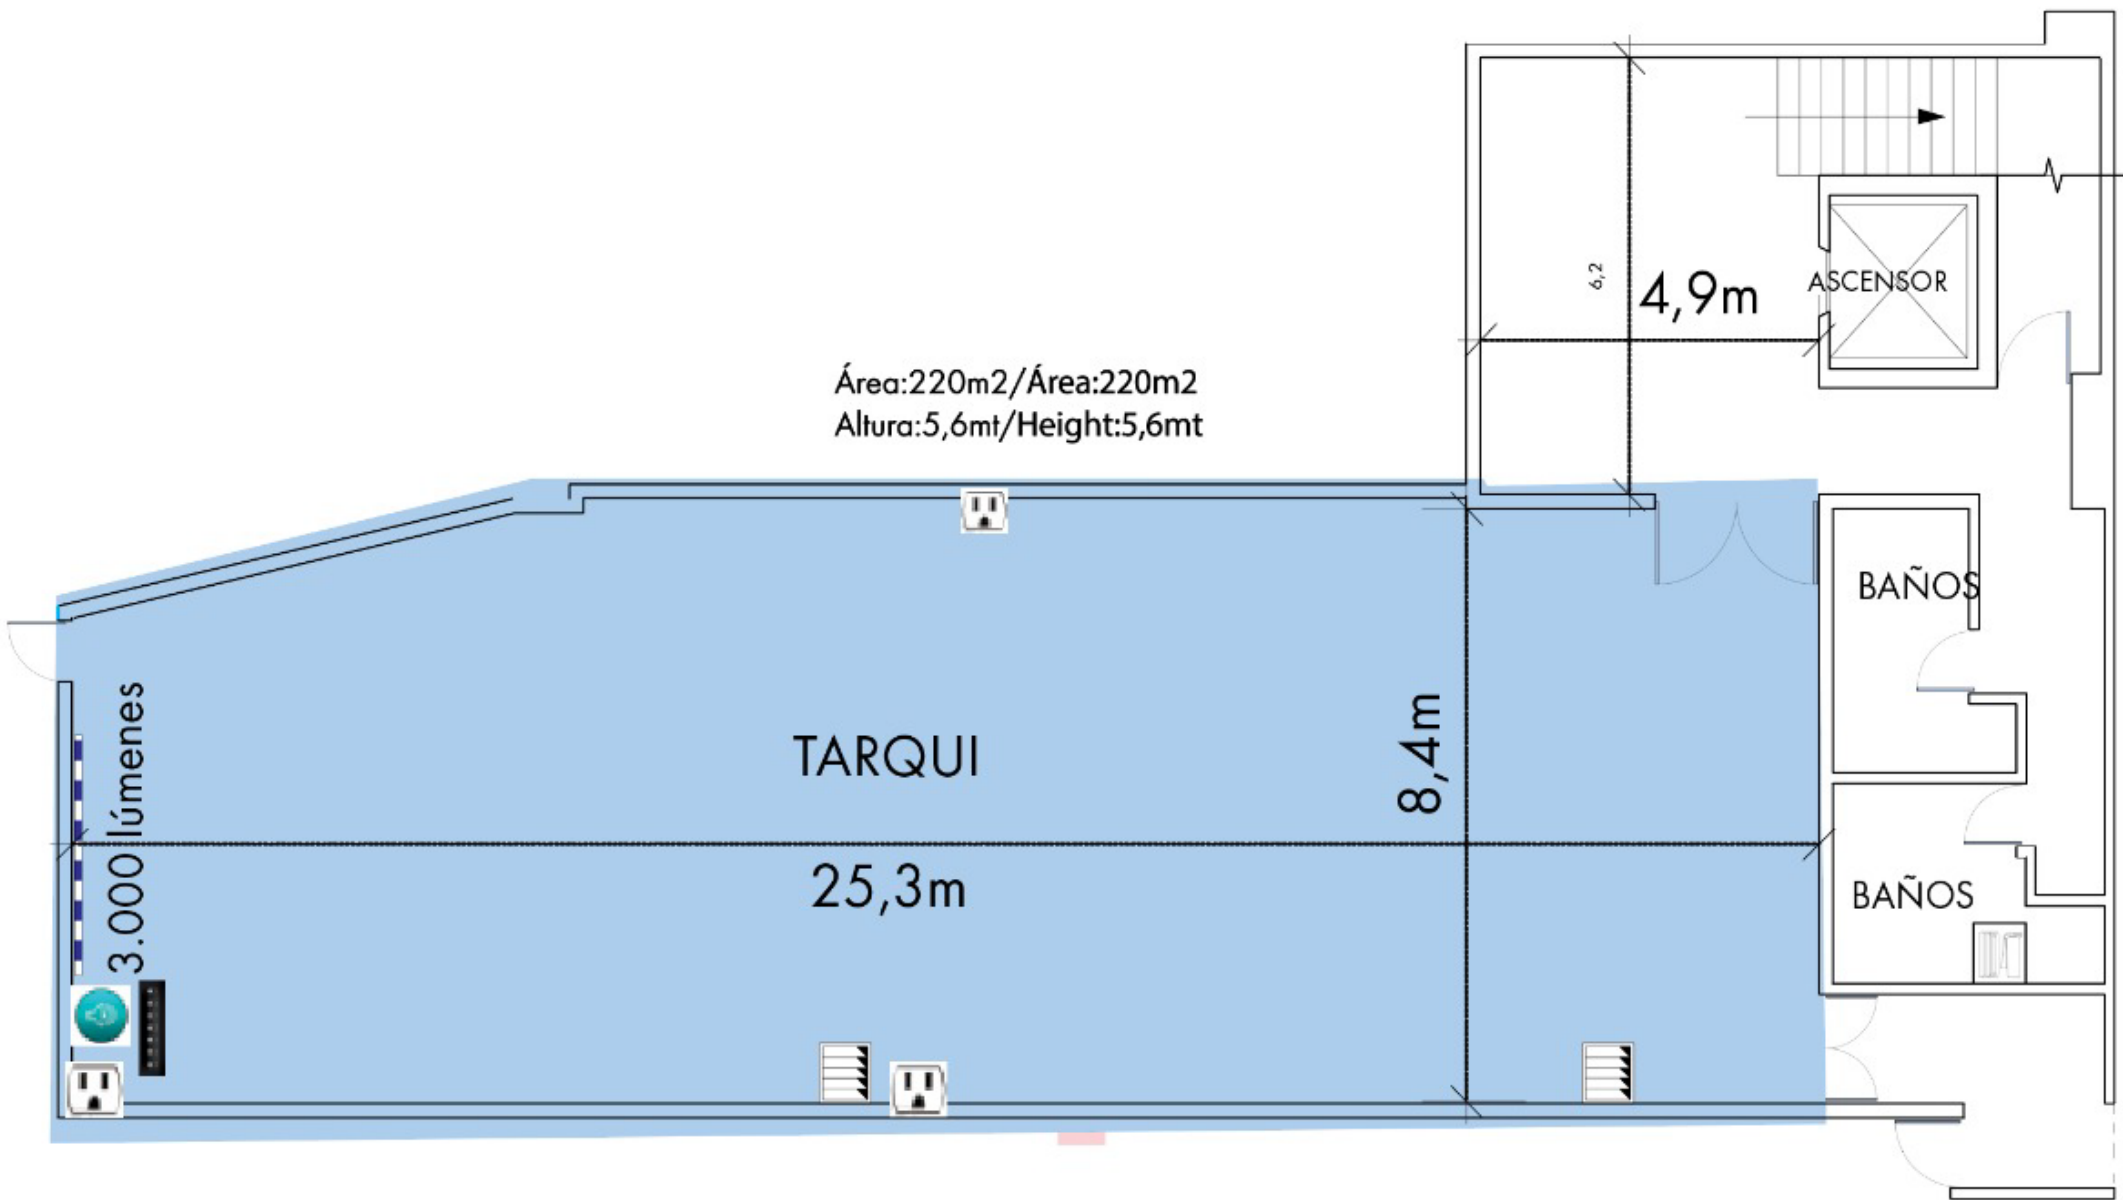 6,2
4,9m
ASCENSOR
Área:220m2/Área:220m2
Altura:5,6mt/Height:5,6mt
BAÑOS
3.000 lúmenes
TARQUI
8,4m
25,3m
BAÑOS